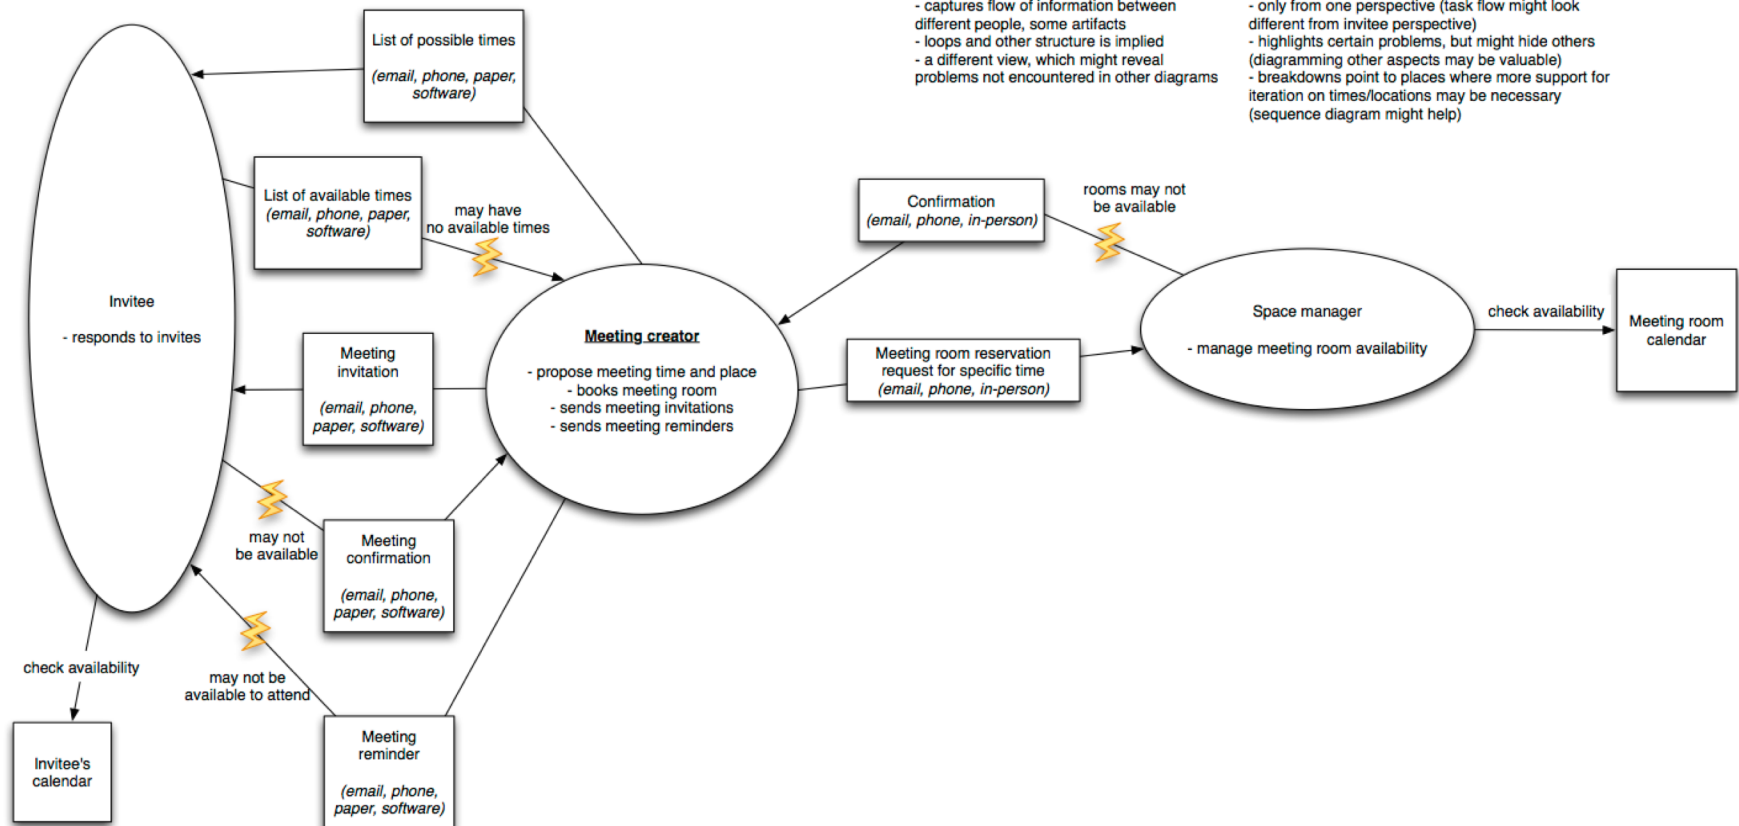 - captures flow of information between
different people, some artifacts
- loops and other structure is implied
- a different view, which might reveal
problems not encountered in other diagrams
- only from one perspective (task flow might look
different from invitee perspective)
- highlights certain problems, but might hide others
(diagramming other aspects may be valuable)
- breakdowns point to places where more support for
iteration on times/locations may be necessary
(sequence diagram might help)
List of possible times
(email, phone, paper,
software)
List of available times
(email, phone, paper,
software)
may have
no available times
Confirmation
(email, phone, in-person)
rooms may not
be available
Invitee
- responds to invites
Meeting
invitation
(email, phone,
paper, software)
Meeting creator
- propose meeting time and place
- books meeting room
- sends meeting invitations
- sends meeting reminders
Meeting room reservation
request for specific time
(email, phone, in-person)
Space manager
- manage meeting room availability
check availability
Meeting room
calendar
may not
be available
Meeting
confirmation
(email, phone,
paper, software)
check availability
may not be
available to attend
Invitee's
calendar
Meeting
reminder
(email, phone,
paper, software)